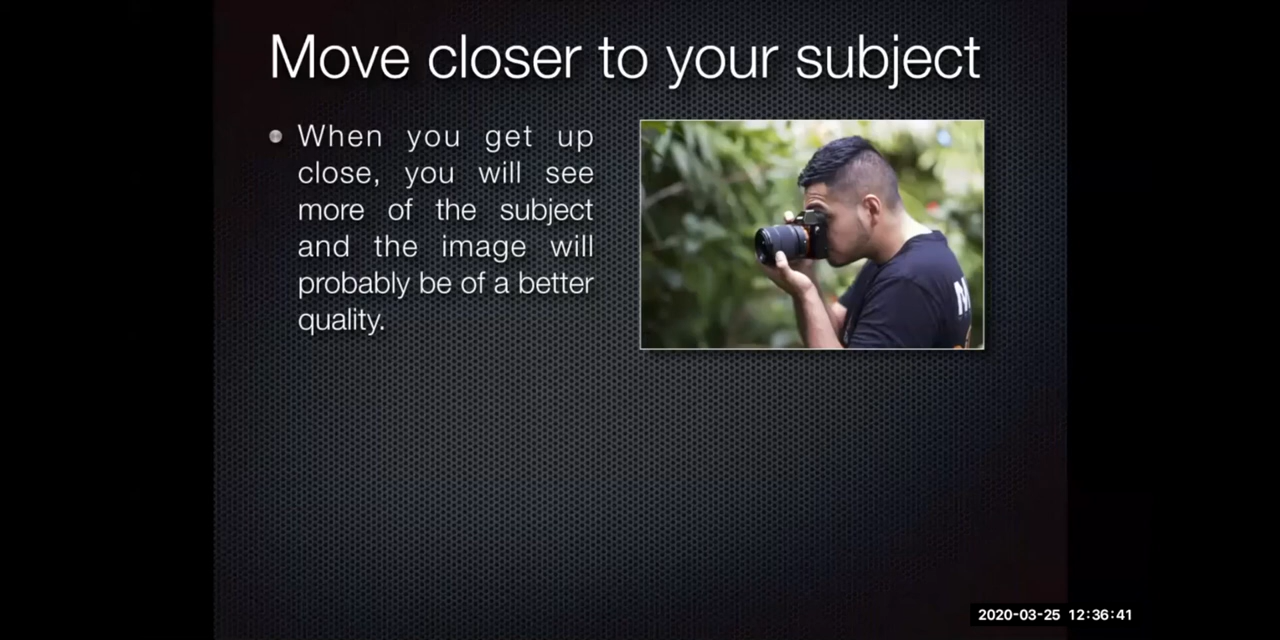 Move closer to your subject
When you get up
close, you will see
more of the subject
and the image will
probably be of a better
quality.
M
2020-03-25 12:36:41